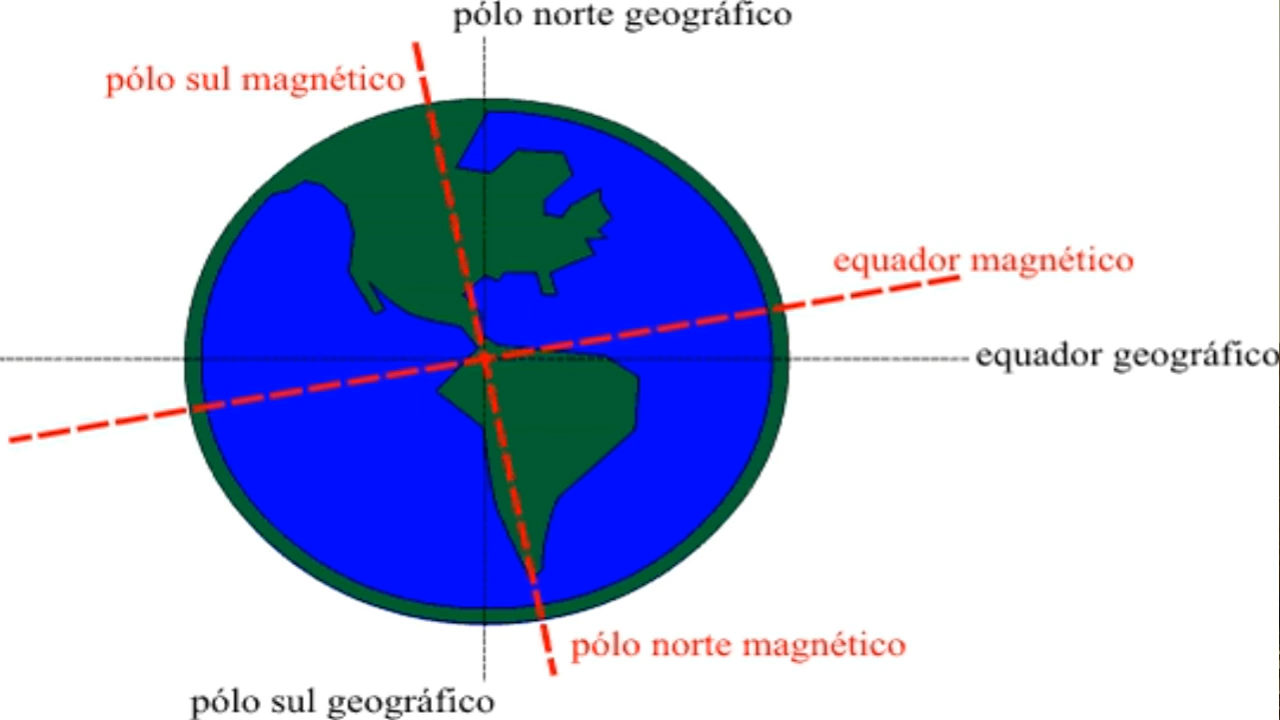 pólo norte geográfico
pólo sul magnético
equador magnético
equador geográfico
pólo norte magnético
pólo sul geográfico